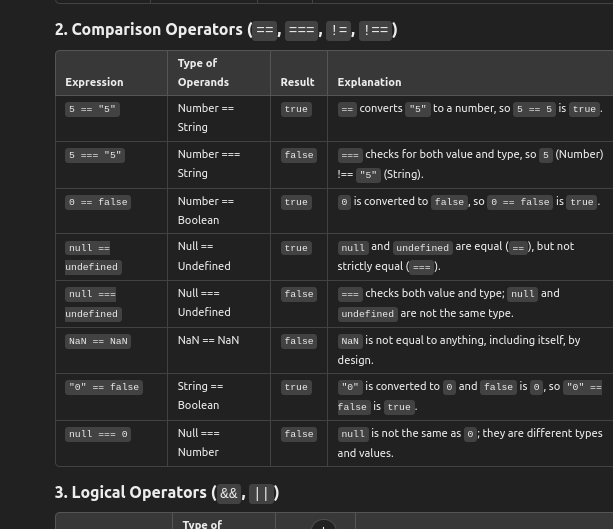 2. Comparison Operators (==, ===, !=, !==)
Expression Type of Operands Result Explanation
5 == "5" Number == String true == converts "5" to a number, so 5 == 5 is true.
5 === "5" Number === String false === checks for both value and type, so 5 (Number) !== "5" (String).
0 == false Number == Boolean true 0 is converted to false, so 0 == false is true.
null == undefined Null == Undefined true null and undefined are equal (==), but not strictly equal (===).
null === undefined Null === Undefined false === checks both value and type; null and undefined are not the same type.
NaN == NaN NaN == NaN false NaN is not equal to anything, including itself, by design.
"0" == false String == Boolean true "0" is converted to 0 and false is 0, so "0" == false is true.
null === 0 Null === Number false null is not the same as 0; they are different types and values.
3. Logical Operators (&&, ||)
Type of